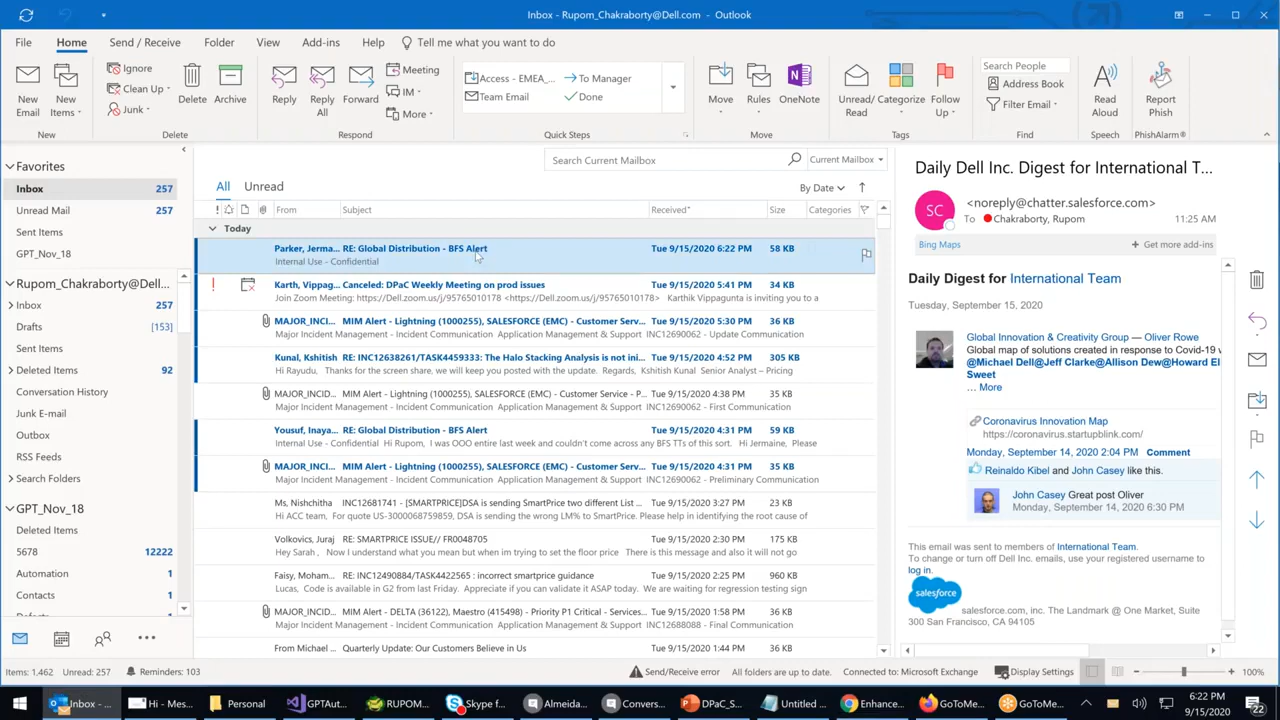 Inbox - Rupom_Chakraborty@Dell.com - Outlook
File Home Send / Receive Folder View Add-ins Help Tell me what you want to do
New Email
New Items
New
Ignore
Clean Up
Junk
Delete
Archive
Delete
Reply
Reply All
Forward
Meeting
IM
More
Respond
Access - EMEA_...
To Manager
Team Email
Done
Quick Steps
Move
Rules
OneNote
Move
Unread/ Read
Categorize
Follow Up
Tags
Search People
Address Book
Filter Email
Find
Read Aloud
Speech
Report Phish
PhishAlarm®
Favorites
Inbox 257
Unread Mail 257
Sent Items
GPT_Nov_18
Rupom_Chakraborty@Dell...
Inbox 257
Drafts [153]
Sent Items
Deleted Items 92
Conversation History
Junk E-mail
Outbox
RSS Feeds
Search Folders
GPT_Nov_18
Deleted Items
5678 12222
Automation 1
Contacts 1
Search Current Mailbox Current Mailbox
All Unread By Date
From Subject Received Size Categories
Today
Parker, Jerma... RE: Global Distribution - BFS Alert Tue 9/15/2020 6:22 PM 58 KB
Internal Use - Confidential
Karth, Vippag... Canceled: DPaC Weekly Meeting on prod issues Tue 9/15/2020 5:41 PM 34 KB
Join Zoom Meeting: https://Dell.zoom.us/j/95765010178 <https://Dell.zoom.us/j/95765010178> Karthik Vippagunta is inviting you to a
MAJOR_INCI... MIM Alert - Lightning (1000255), SALESFORCE (EMC) - Customer Serv... Tue 9/15/2020 5:30 PM 36 KB
Major Incident Management - Incident Communication Application Management & Support INC12690062 - Update Communication
Kunal, Kshitish RE: INC12638261/TASK4459333: The Halo Stacking Analysis is not ini... Tue 9/15/2020 4:52 PM 305 KB
Hi Rayudu, Thanks for the screen share, we will keep you posted with the update. Regards, Kshitish Kunal Senior Analyst – Pricing
MAJOR_INCID... MIM Alert - Lightning (1000255), SALESFORCE (EMC) - Customer Service - P... Tue 9/15/2020 4:38 PM 35 KB
Major Incident Management - Incident Communication Application Management & Support INC12690062 - First Communication
Yousuf, Inaya... RE: Global Distribution - BFS Alert Tue 9/15/2020 4:31 PM 59 KB
Internal Use - Confidential Hi Rupom, I was OOO entire last week and couldn't come across any BFS TTs of this sort. Hi Jermaine, Please
MAJOR_INCI... MIM Alert - Lightning (1000255), SALESFORCE (EMC) - Customer Serv... Tue 9/15/2020 4:31 PM 35 KB
Major Incident Management - Incident Communication Application Management & Support INC12690062 - Preliminary Communication
Ms, Nishchitha INC12681741 - [SMARTPRICE]DSA is sending SmartPrice two different List ... Tue 9/15/2020 3:27 PM 23 KB
Hi ACC team, For quote US-3000068759859, DSA is sending the wrong LM% to SmartPrice. Please help in identifying the root cause of
Volkovics, Juraj RE: SMARTPRICE ISSUE// FR0048705 Tue 9/15/2020 2:30 PM 175 KB
Hey Sarah , Now I understand what you mean but when im trying to set the floor price There is this message and also it will not go
Faisy, Moham... RE: INC12490884/TASK4422565 : incorrect smartprice guidance Tue 9/15/2020 2:25 PM 960 KB
Lucas, Code is available in G2 from last Friday. Appreciate if you can validate it ASAP today. We are waiting for regression testing sign
MAJOR_INCID... MIM Alert - DELTA (36122), Maestro (415498) - Priority P1 Critical - Services... Tue 9/15/2020 1:58 PM 36 KB
Major Incident Management - Incident Communication Application Management & Support INC12688088 - Final Communication
From Michael ... Quarterly Update: Our Customers Believe in Us Tue 9/15/2020 1:44 PM 36 KB
Daily Dell Inc. Digest for International T...
SC
<noreply@chatter.salesforce.com>
To Chakraborty, Rupom 11:25 AM
Bing Maps + Get more add-ins
Daily Digest for International Team
Tuesday, September 15, 2020
Global Innovation & Creativity Group — Oliver Rowe
Global map of solutions created in response to Covid-19
@Michael Dell@Jeff Clarke@Allison Dew@Howard El
Sweet
... More
Coronavirus Innovation Map
https://coronavirus.startupblink.com/
Monday, September 14, 2020 2:04 PM Comment
Reinaldo Kibel and John Casey like this.
John Casey Great post Oliver
Monday, September 14, 2020 6:30 PM
This email was sent to members of International Team.
To change or turn off Dell Inc. emails, use your registered username to
log in.
salesforce
salesforce.com, inc. The Landmark @ One Market, Suite
300 San Francisco, CA 94105
Items: 1,462 Unread: 257 Reminders: 103 Send/Receive error All folders are up to date. Connected to: Microsoft Exchange Display Settings 100%
Inbox - ... Hi - Mes... Personal GPTAut... RUPOM... Skype f... Almeida... Convers... DPaC_S... Untitled ... Enhance... GoToMe... GoToMe... 6:22 PM
9/15/2020
22